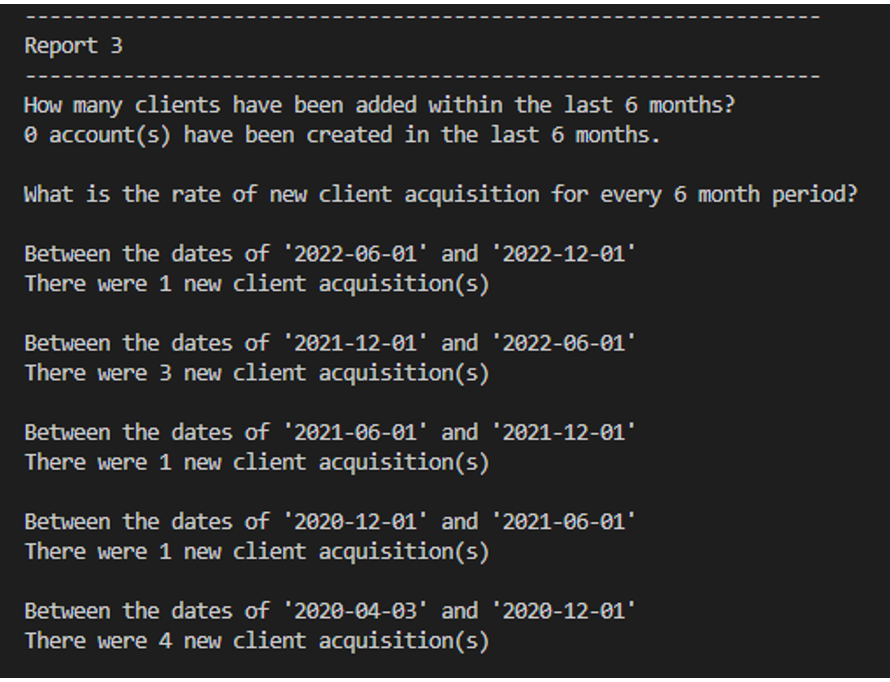 -----------------------------------------------------------------
Report 3
-----------------------------------------------------------------
How many clients have been added within the last 6 months?
0 account(s) have been created in the last 6 months.
What is the rate of new client acquisition for every 6 month period?
Between the dates of '2022-06-01' and '2022-12-01'
There were 1 new client acquisition(s)
Between the dates of '2021-12-01' and '2022-06-01'
There were 3 new client acquisition(s)
Between the dates of '2021-06-01' and '2021-12-01'
There were 1 new client acquisition(s)
Between the dates of '2020-12-01' and '2021-06-01'
There were 1 new client acquisition(s)
Between the dates of '2020-04-03' and '2020-12-01'
There were 4 new client acquisition(s)